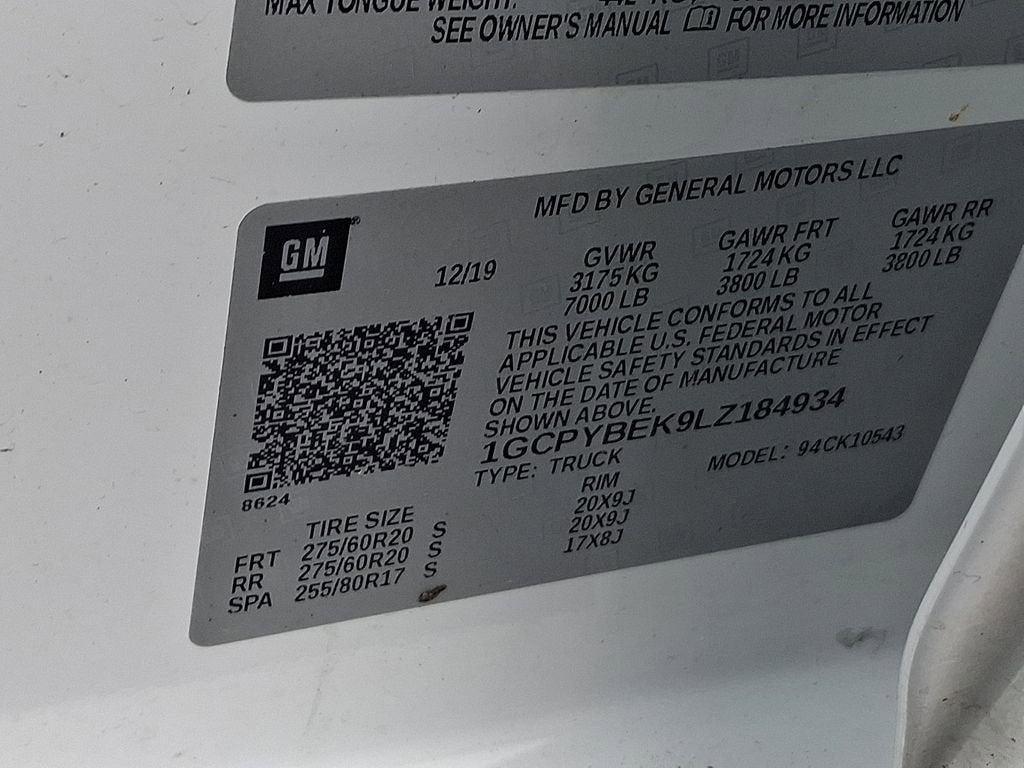 MAX TONGUE WEIGHT:
SEE OWNER'S MANUAL FOR MORE INFORMATION
MFD BY GENERAL MOTORS LLC
GM
12/19
GVWR
3175 KG
7000 LB
GAWR FRT
1724 KG
3800 LB
GAWR RR
1724 KG
3800 LB
THIS VEHICLE CONFORMS TO ALL
APPLICABLE U.S. FEDERAL MOTOR
VEHICLE SAFETY STANDARDS IN EFFECT
ON THE DATE OF MANUFACTURE
SHOWN ABOVE.
1GCPYBEK9LZ184934
TYPE: TRUCK MODEL: 94CK10543
8624
TIRE SIZE RIM
FRT 275/60R20 S 20X9J
RR 275/60R20 S 20X9J
SPA 255/80R17 S 17X8J